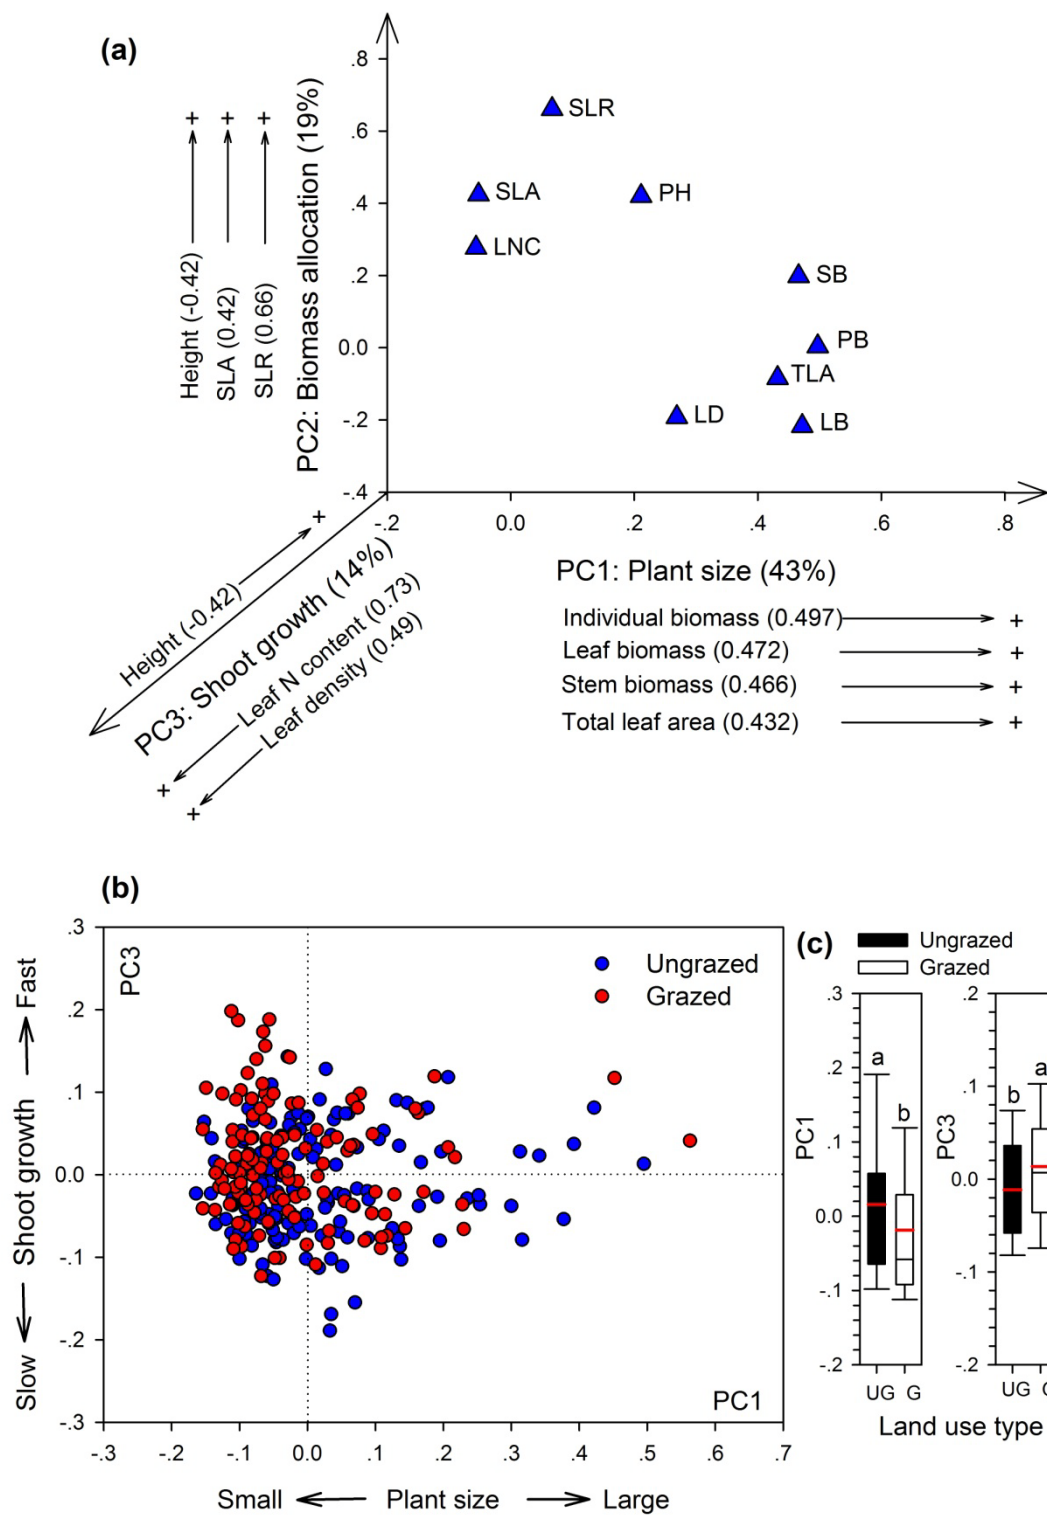 (a)
PC2: Biomass allocation (19%)
Height (-0.42)
SLA (0.42)
SLR (0.66)
+ + +
.8
.6
.4
.2
0.0
-.2
-.4
SLR
SLA
PH
LNC
SB
PB
TLA
LD
LB
-.2 0.0 .2 .4 .6 .8
PC1: Plant size (43%)
Individual biomass (0.497) +
Leaf biomass (0.472) +
Stem biomass (0.466) +
Total leaf area (0.432) +
+
Height (-0.42)
PC3: Shoot growth (14%)
Leaf N content (0.73)
Leaf density (0.49)
+
+
(b)
Slow Shoot growth Fast
.3
.2
.1
0.0
-.1
-.2
-.3
PC3
Ungrazed
Grazed
PC1
-.3 -.2 -.1 0.0 .1 .2 .3 .4 .5 .6 .7
Small Plant size Large
(c)
Ungrazed
Grazed
PC1
.3
.2
.1
0.0
-.1
-.2
a
b
UG G
PC3
.2
.1
0.0
-.1
-.2
b
a
UG
Land use type